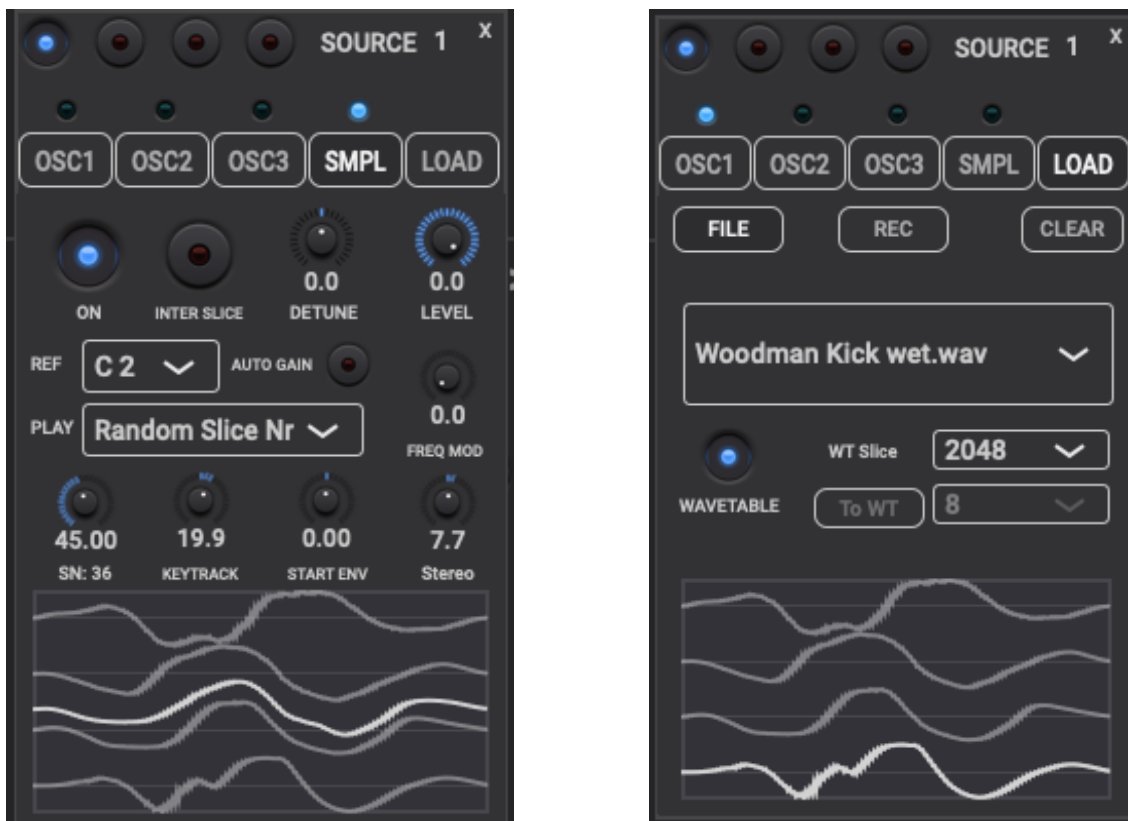 SOURCE 1 X
OSC1 OSC2 OSC3 SMPL LOAD
0.0 0.0
ON INTER SLICE DETUNE LEVEL
REF C 2 AUTO GAIN
0.0
PLAY Random Slice Nr
FREQ MOD
45.00 19.9 0.00 7.7
SN: 36 KEYTRACK START ENV Stereo
SOURCE 1 X
OSC1 OSC2 OSC3 SMPL LOAD
FILE REC CLEAR
Woodman Kick wet.wav
WT Slice 2048
WAVETABLE To WT 8